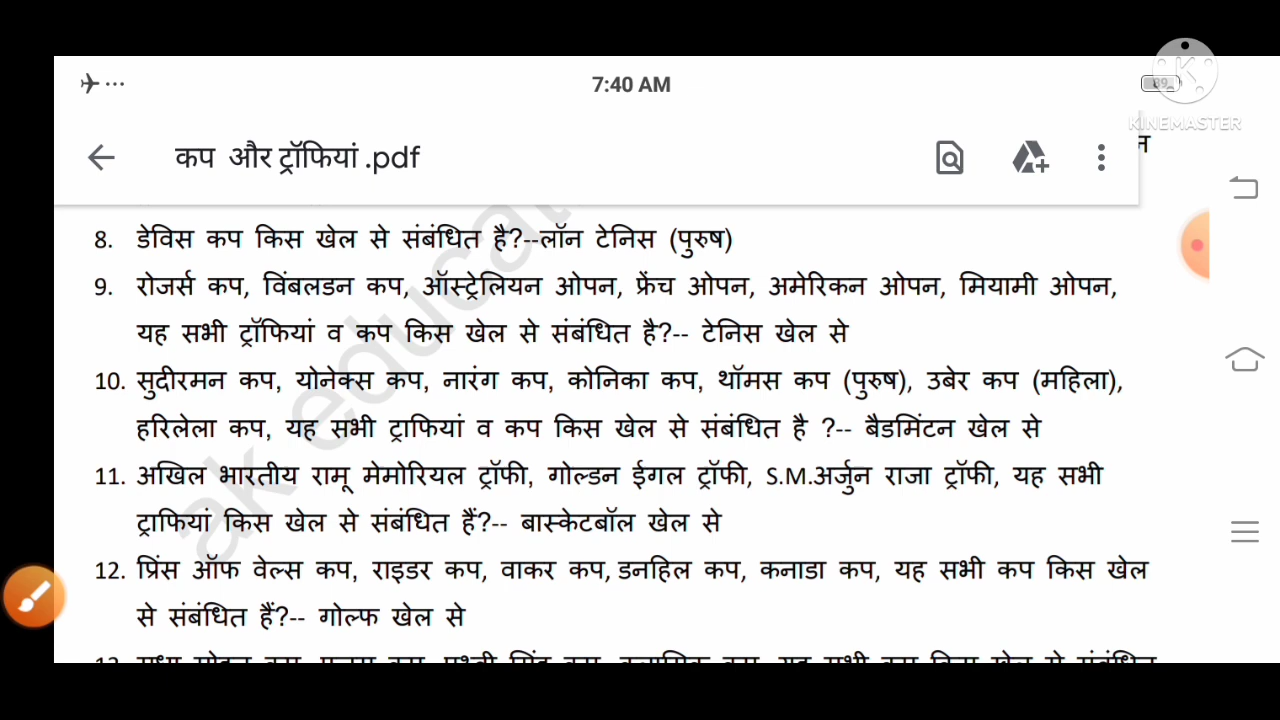 7:40 AM
89
KINEMASTER
कप और ट्रॉफियां .pdf
न
8. डेविस कप किस खेल से संबंधित है?--लॉन टेनिस (पुरुष)
9. रोजर्स कप, विंबलडन कप, ऑस्ट्रेलियन ओपन, फ्रेंच ओपन, अमेरिकन ओपन, मियामी ओपन,
यह सभी ट्रॉफियां व कप किस खेल से संबंधित है?-- टेनिस खेल से
10. सुदीरमन कप, योनेक्स कप, नारंग कप, कोनिका कप, थॉमस कप (पुरुष), उबेर कप (महिला),
हरिलेला कप, यह सभी ट्राफियां व कप किस खेल से संबंधित है ?-- बैडमिंटन खेल से
11. अखिल भारतीय रामू मेमोरियल ट्रॉफी, गोल्डन ईगल ट्रॉफी, S.M.अर्जुन राजा ट्रॉफी, यह सभी
ट्राफियां किस खेल से संबंधित हैं?-- बास्केटबॉल खेल से
12. प्रिंस ऑफ वेल्स कप, राइडर कप, वाकर कप, डनहिल कप, कनाडा कप, यह सभी कप किस खेल
से संबंधित हैं?-- गोल्फ खेल से
ak educat